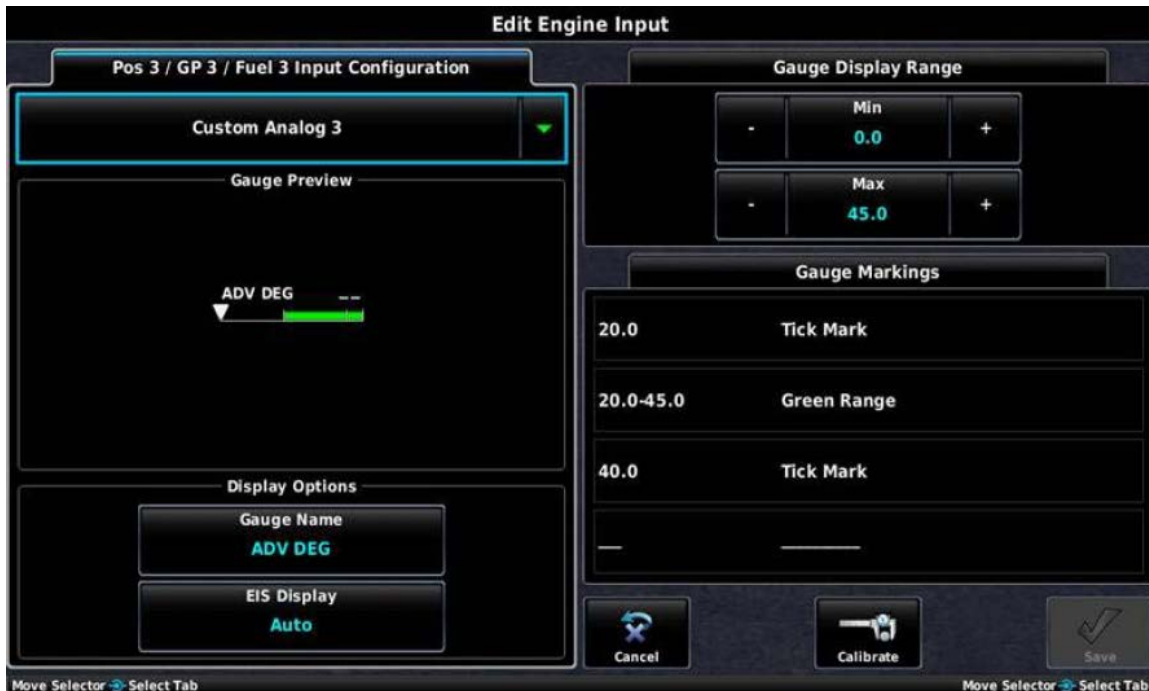 Edit Engine Input
Pos 3 / GP 3 / Fuel 3 Input Configuration
Custom Analog 3
Gauge Preview
ADV DEG __
Display Options
Gauge Name
ADV DEG
EIS Display
Auto
Gauge Display Range
Min
- 0.0 +
Max
- 45.0 +
Gauge Markings
20.0 Tick Mark
20.0-45.0 Green Range
40.0 Tick Mark
__ ________
Cancel
Calibrate
Save
Move Selector Select Tab
Move Selector Select Tab